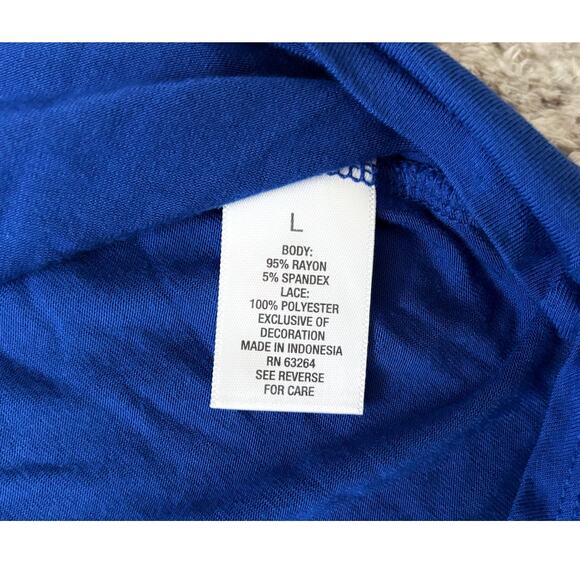 L
BODY:
95% RAYON
5% SPANDEX
LACE:
100% POLYESTER
EXCLUSIVE OF
DECORATION
MADE IN INDONESIA
RN 63264
SEE REVERSE
FOR CARE